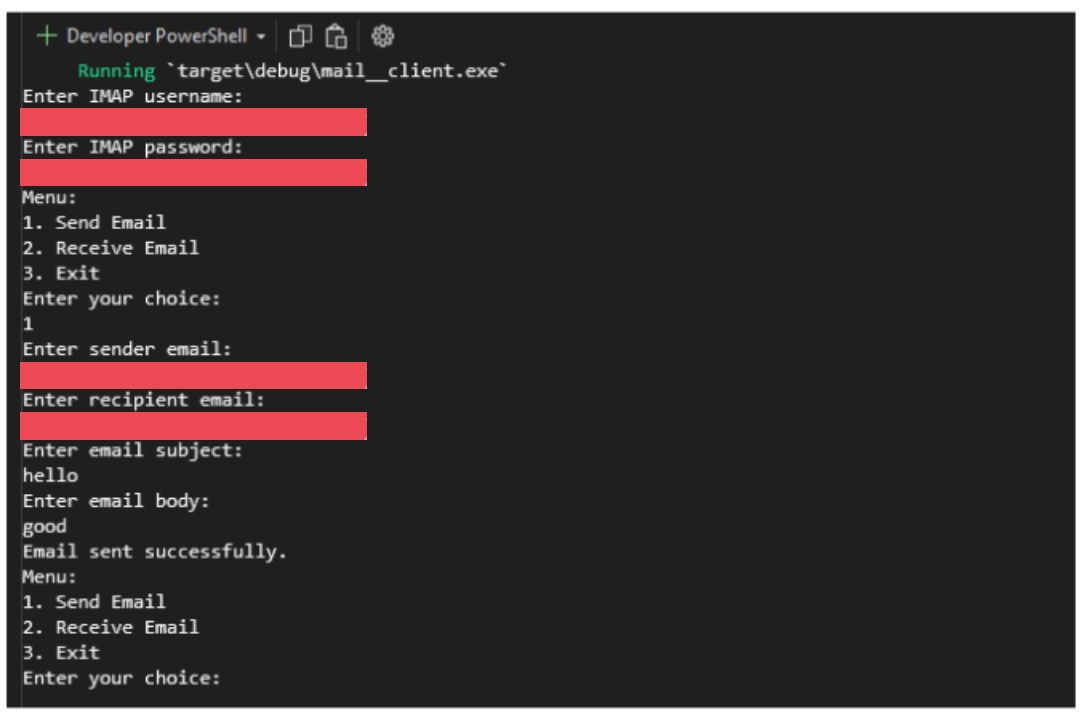 Developer PowerShell
Running `target\debug\mail__client.exe`
Enter IMAP username:
Enter IMAP password:
Menu:
1. Send Email
2. Receive Email
3. Exit
Enter your choice:
1
Enter sender email:
Enter recipient email:
Enter email subject:
hello
Enter email body:
good
Email sent successfully.
Menu:
1. Send Email
2. Receive Email
3. Exit
Enter your choice: